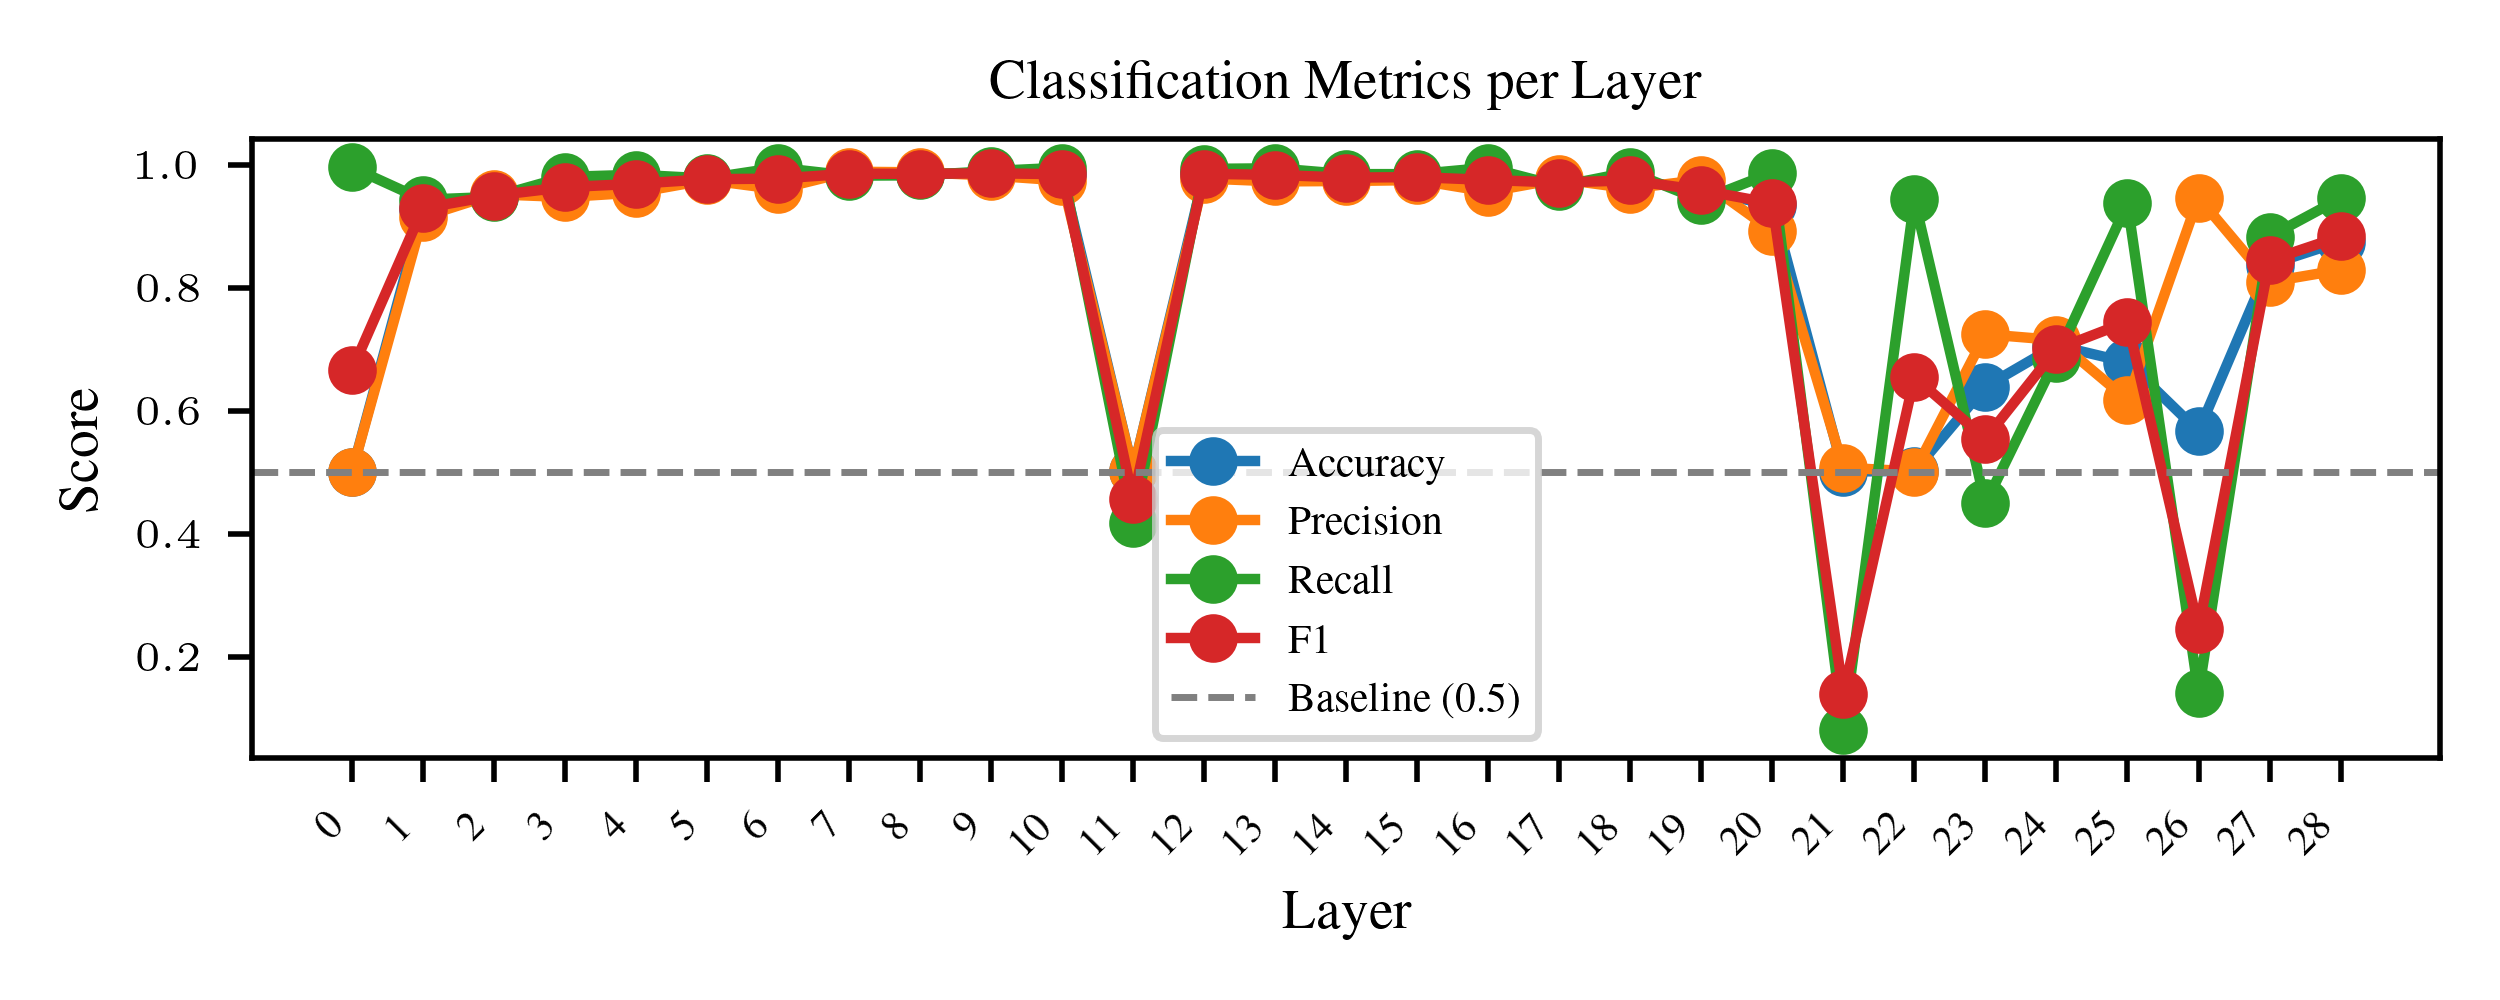 Classification Metrics per Layer
1.0
0.8
0.6
0.4
0.2
Score
Accuracy
Precision
Recall
F1
Baseline (0.5)
0 1 2 3 4 5 6 7 8 9 10 11 12 13 14 15 16 17 18 19 20 21 22 23 24 25 26 27 28
Layer